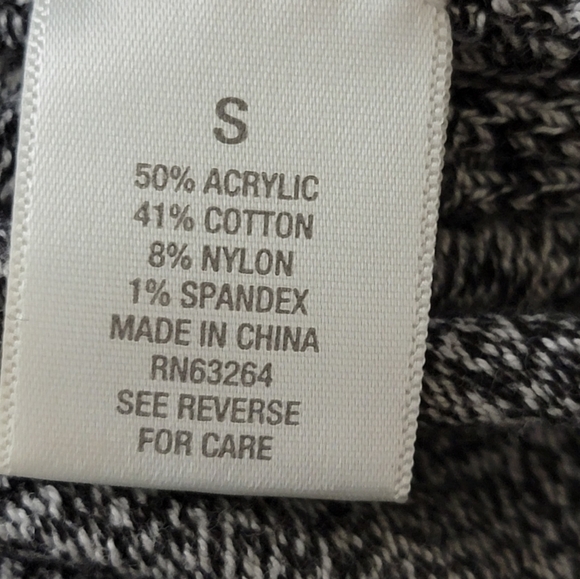 S
50% ACRYLIC
41% COTTON
8% NYLON
1% SPANDEX
MADE IN CHINA
RN63264
SEE REVERSE
FOR CARE